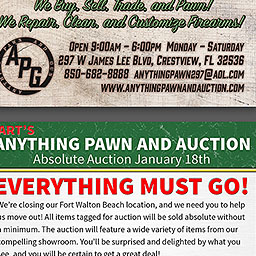 We Buy, Sell, Trade, and Pawn!
We Repair, Clean, and Customize Firearms!
APG
OPEN 9:00AM - 6:00PM MONDAY - SATURDAY
297 W JAMES LEE BLVD, CRESTVIEW, FL 32536
850-682-8888 ANYTHINGPAWN297@AOL.COM
WWW.ANYTHINGPAWNANDAUCTION.COM
ART'S
ANYTHING PAWN AND AUCTION
Absolute Auction January 18th
EVERYTHING MUST GO!
We're closing our Fort Walton Beach location, and we need you to help
us move out! All items tagged for auction will be sold absolute without
a minimum. The auction will feature a wide variety of items from our
compelling showroom. You'll be surprised and delighted by what you
see, and you will be certain to get a great deal!